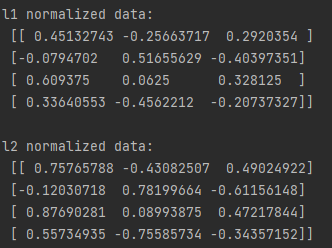 l1 normalized data:
[[ 0.45132743 -0.25663717  0.2920354 ]
[-0.0794702   0.51655629 -0.40397351]
[ 0.609375    0.0625      0.328125  ]
[ 0.33640553 -0.4562212  -0.20737327]]
l2 normalized data:
[[ 0.75765788 -0.43082507  0.49024922]
[-0.12030718  0.78199664 -0.61156148]
[ 0.87690281  0.08993875  0.47217844]
[ 0.55734935 -0.75585734 -0.34357152]]